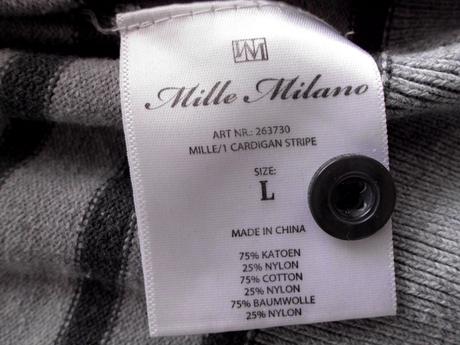 Mille Milano
ART NR.: 263730
MILLE/1 CARDIGAN STRIPE
SIZE:
L
MADE IN CHINA
75% KATOEN
25% NYLON
75% COTTON
25% NYLON
75% BAUMWOLLE
25% NYLON